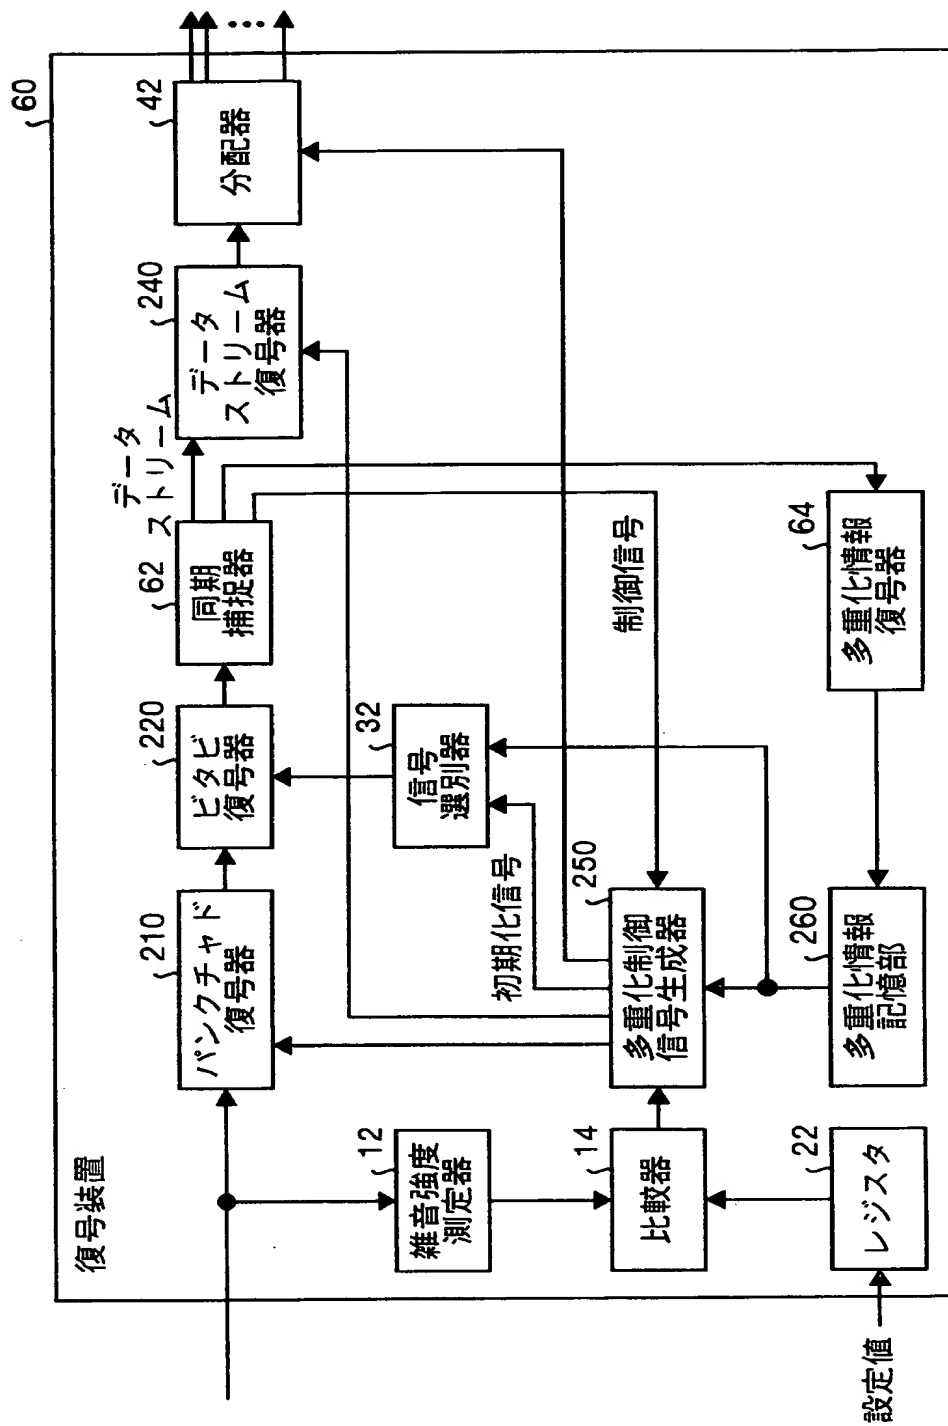 復号装置
60
パンクチャド
復号器
210
ビタビ
復号器
220
同期
捕捉器
62
データ
ストリーム
データ
ストリーム
復号器
240
分配器
42
雑音強度
測定器
12
信号
選別器
32
初期化信号
制御信号
比較器
14
多重化制御
信号生成器
250
レジスタ
22
設定値
多重化情報
記憶部
260
多重化情報
復号器
64